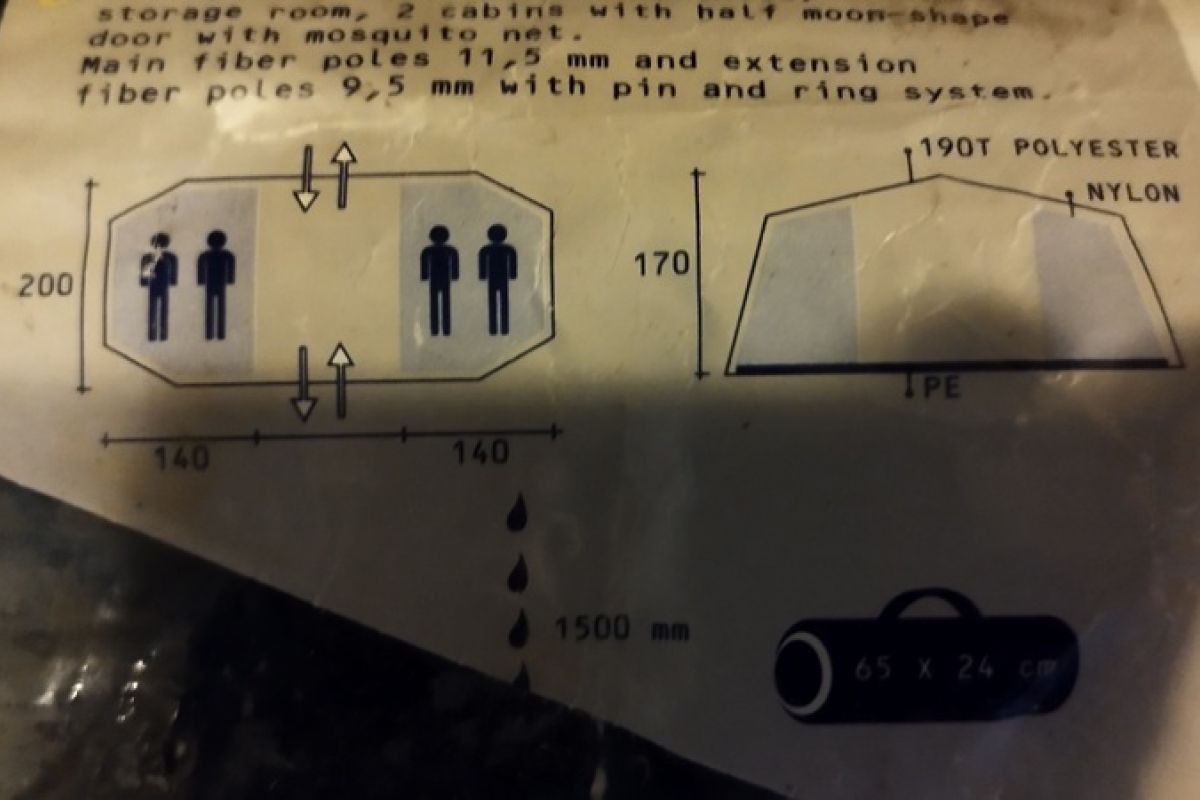 storage room, 2 cabins with half moon-shape
door with mosquito net.
Main fiber poles 11,5 mm and extension
fiber poles 9,5 mm with pin and ring system.
190T POLYESTER
NYLON
200
170
PE
140
140
1500 mm
65 X 24 cm